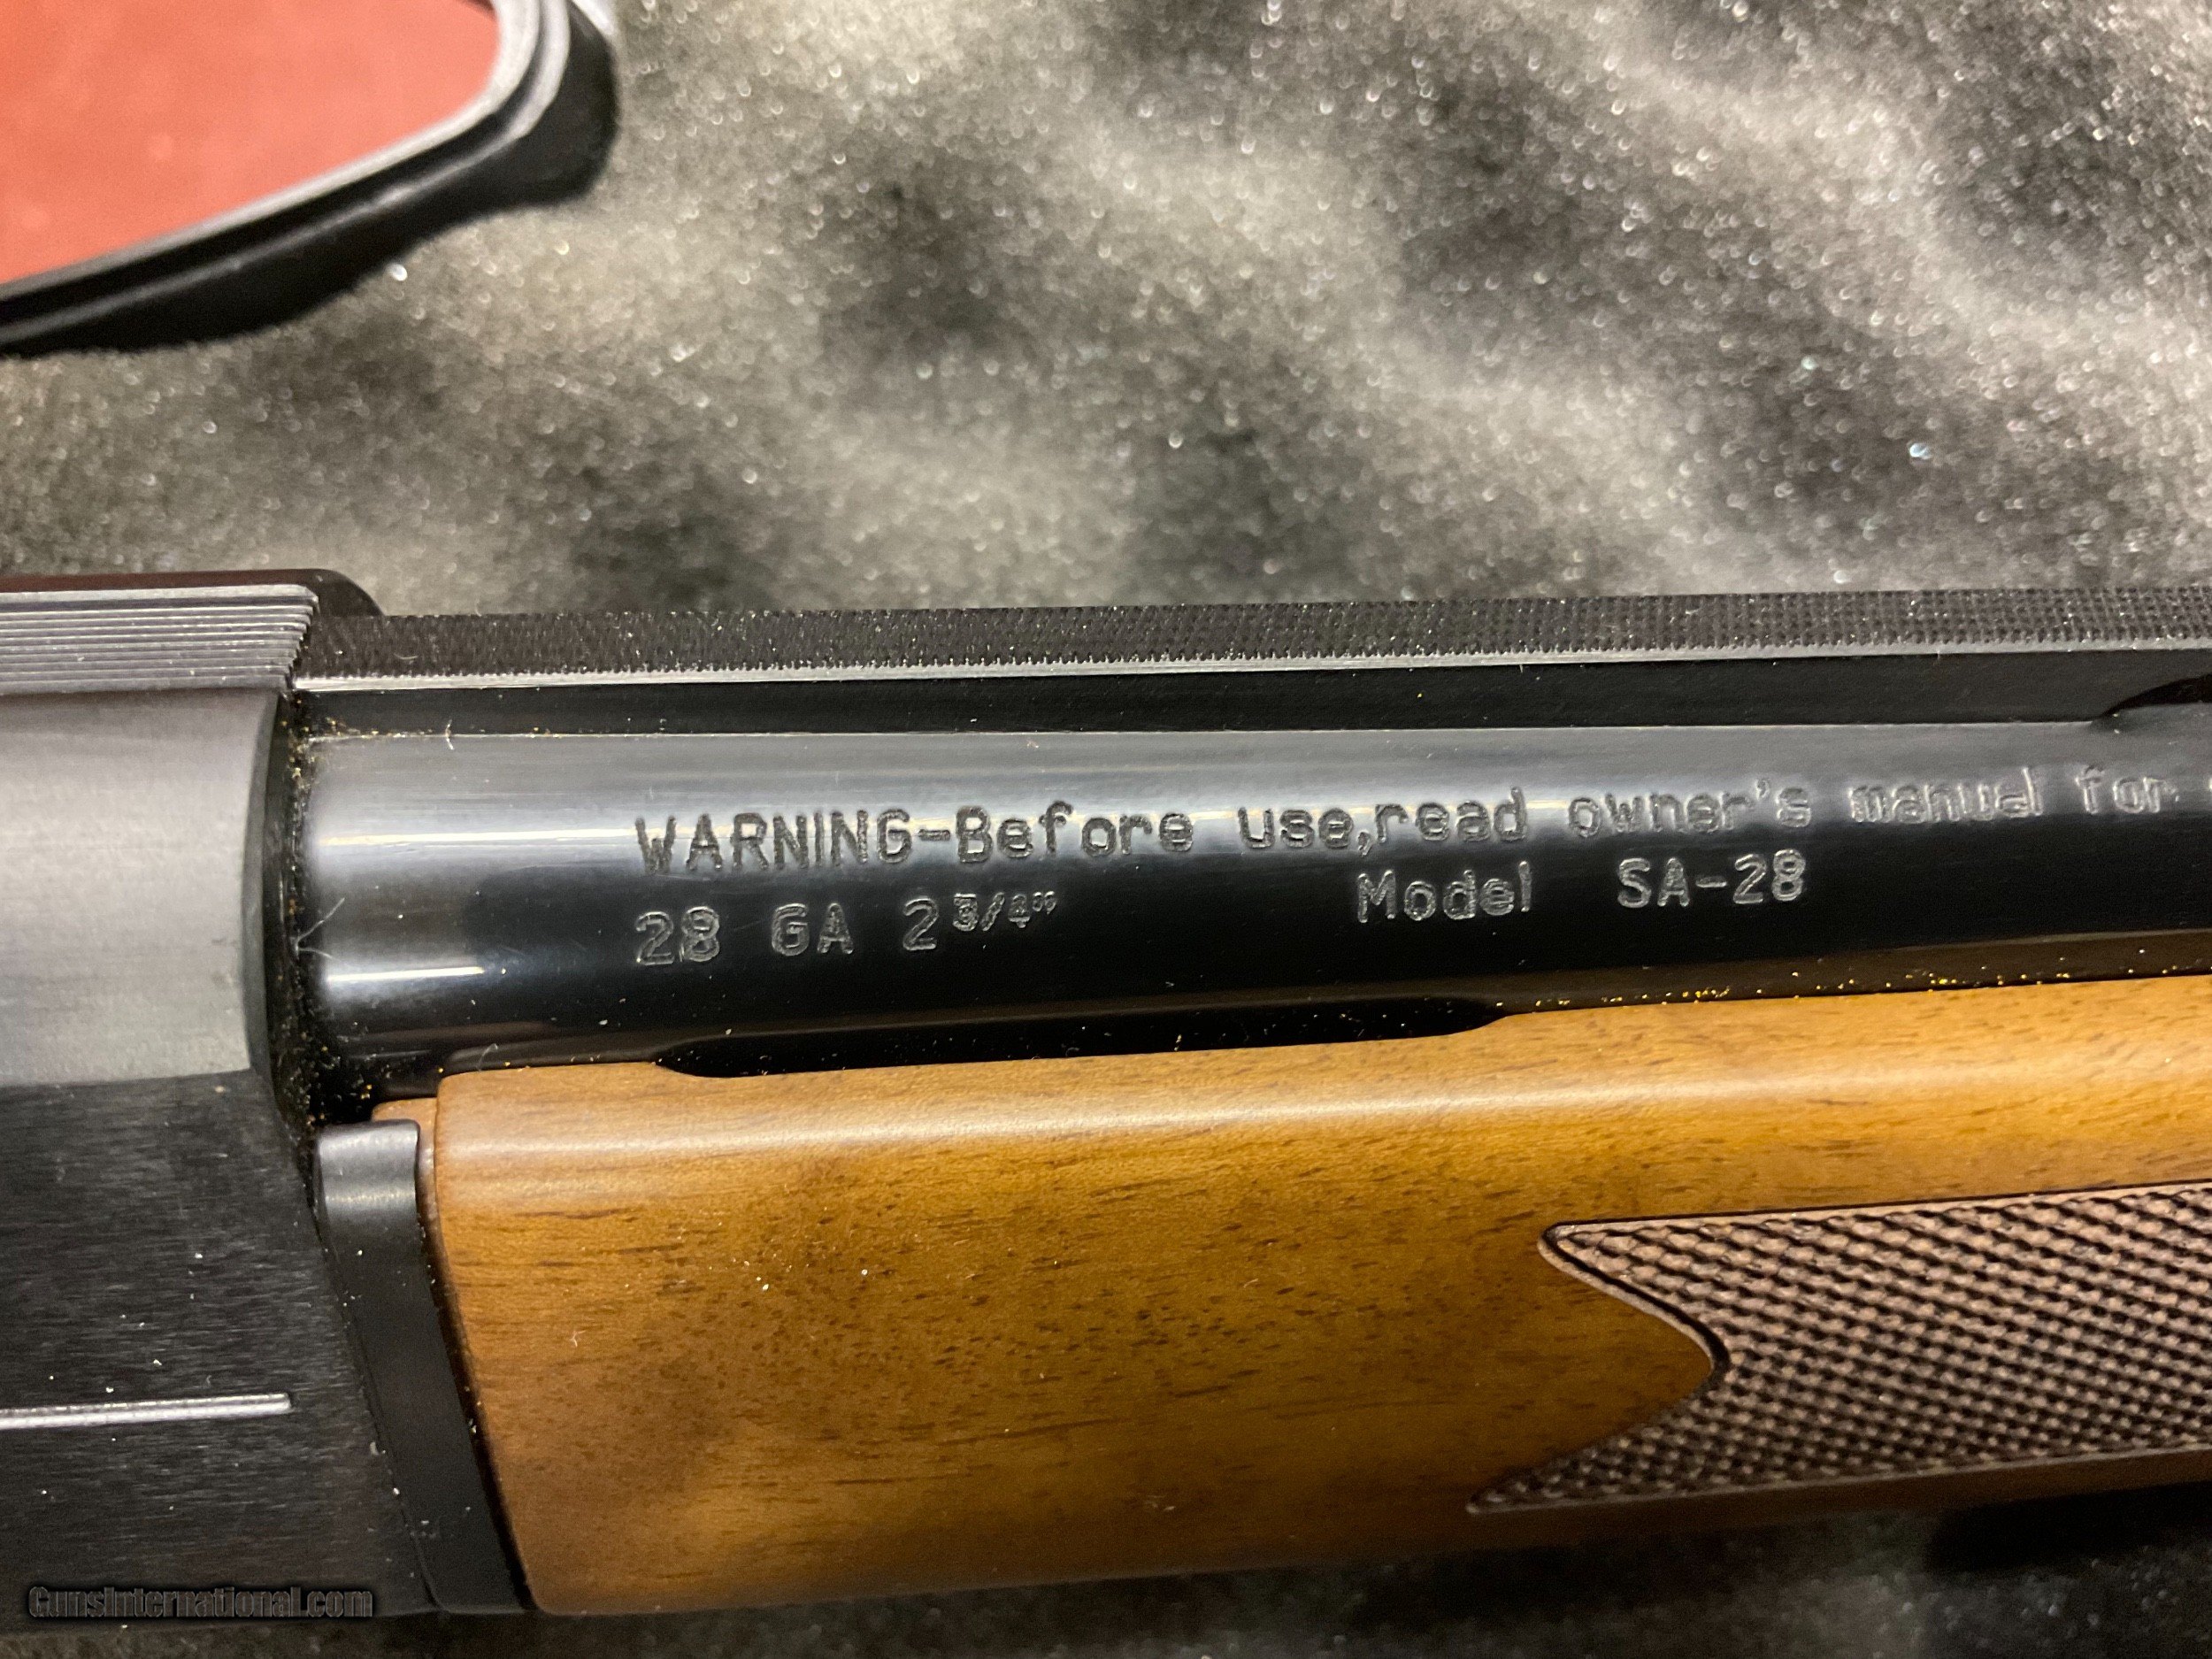 WARNING-Before use,read owner's manual for
28 GA 2 3/4" Model SA-28
GunsInternational.com